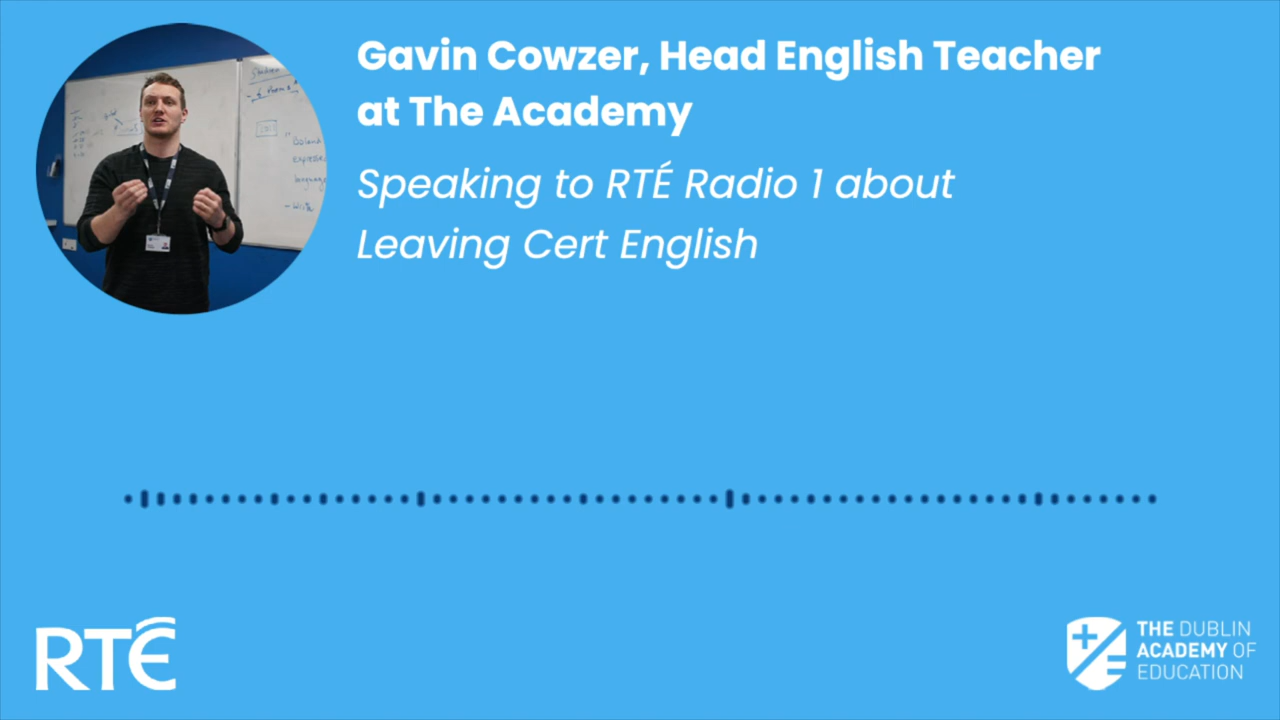 Gavin Cowzer, Head English Teacher
at The Academy
Speaking to RTÉ Radio 1 about
Leaving Cert English
RTÉ
THE DUBLIN
ACADEMY OF
EDUCATION